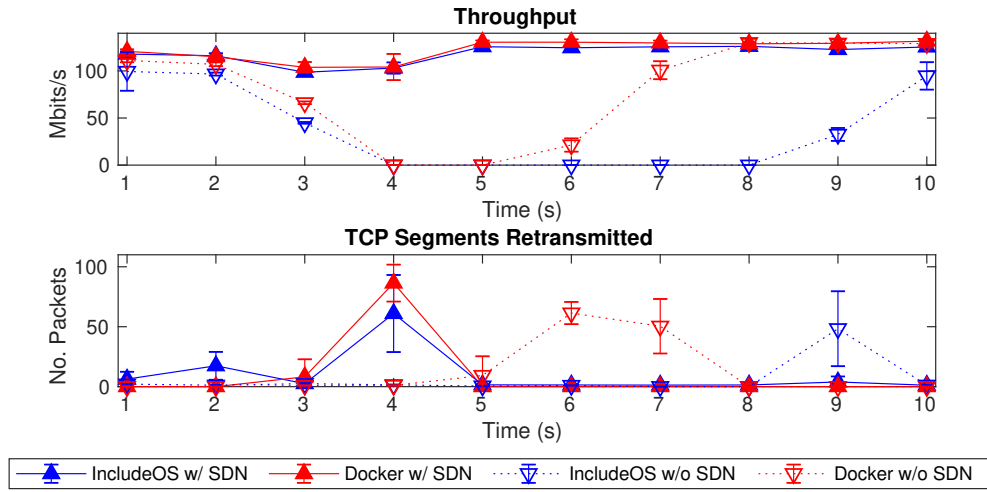 Throughput
Mbits/s
100
50
0
1 2 3 4 5 6 7 8 9 10
Time (s)
TCP Segments Retransmitted
No. Packets
100
50
0
1 2 3 4 5 6 7 8 9 10
Time (s)
IncludeOS w/ SDN Docker w/ SDN IncludeOS w/o SDN Docker w/o SDN